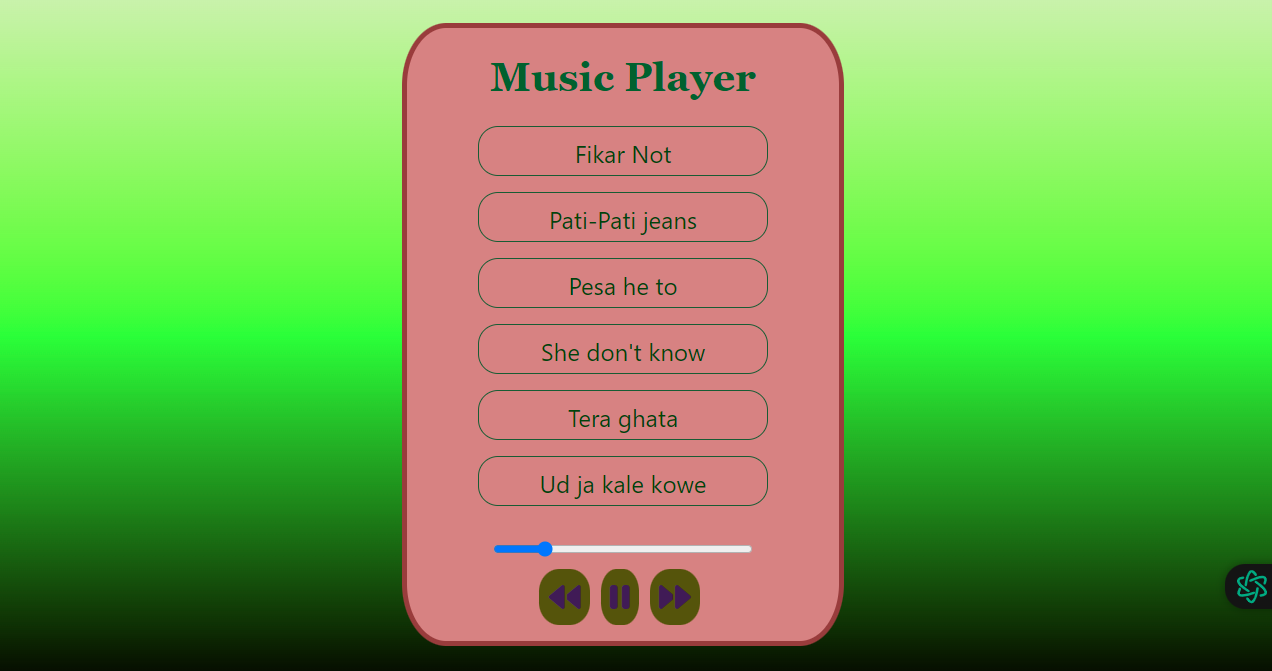 Music Player
Fikar Not
Pati-Pati jeans
Pesa he to
She don't know
Tera ghata
Ud ja kale kowe